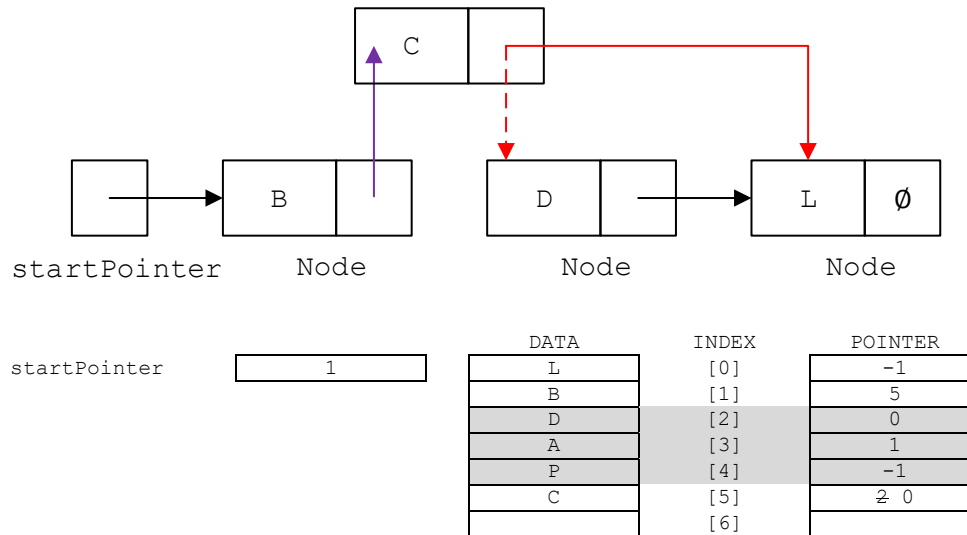 C
B D L Ø
startPointer Node Node Node
DATA INDEX POINTER
startPointer 1 L [0] -1
B [1] 5
D [2] 0
A [3] 1
P [4] -1
C [5] 2 0
[6]